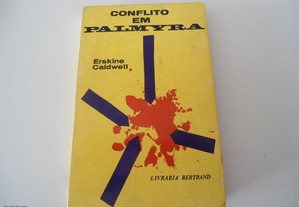 CONFLITO
EM
PALMYRA
Erskine
Caldwell
LIVRARIA BERTRAND